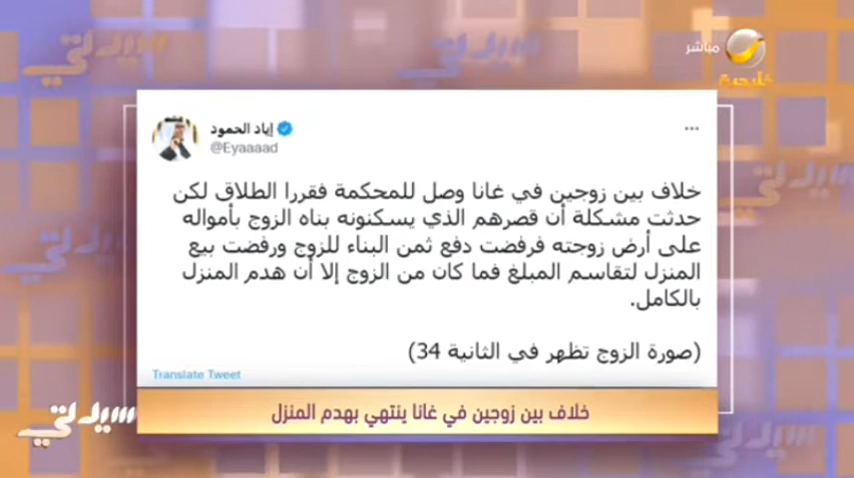 سيدتي
سيدتي
مباشر
خليجية
إياد الحمود
@Eyaaaad
خلاف بين زوجين في غانا وصل للمحكمة فقررا الطلاق لكن
حدثت مشكلة أن قصرهم الذي يسكنونه بناه الزوج بأمواله
على أرض زوجته فرفضت دفع ثمن البناء للزوج ورفضت بيع
المنزل لتقاسم المبلغ فما كان من الزوج إلا أن هدم المنزل
بالكامل.
(صورة الزوج تظهر في الثانية 34)
Translate Tweet
خلاف بين زوجين في غانا ينتهي بهدم المنزل
سيدتي
سيدتي